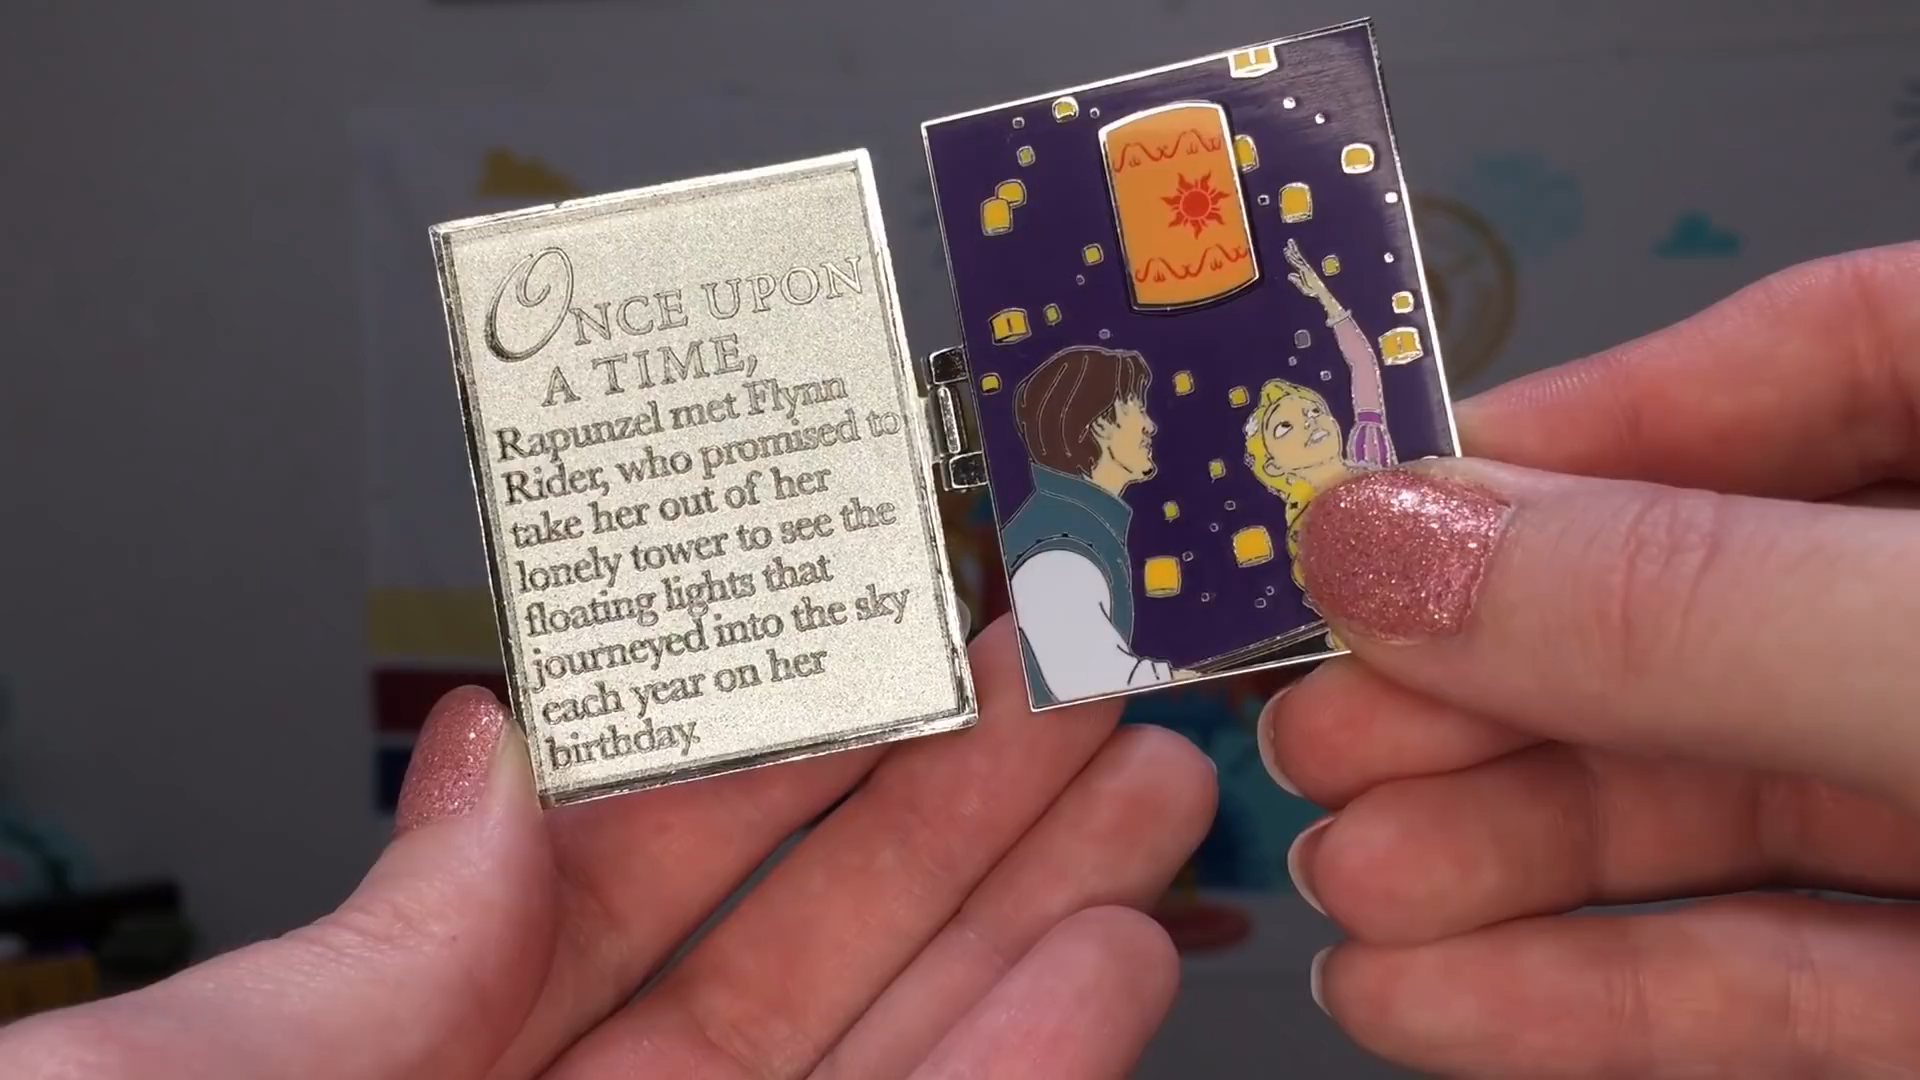 ONCE UPON
A TIME,
Rapunzel met Flynn
Rider, who promised to
take her out of her
lonely tower to see the
floating lights that
journeyed into the sky
each year on her
birthday.